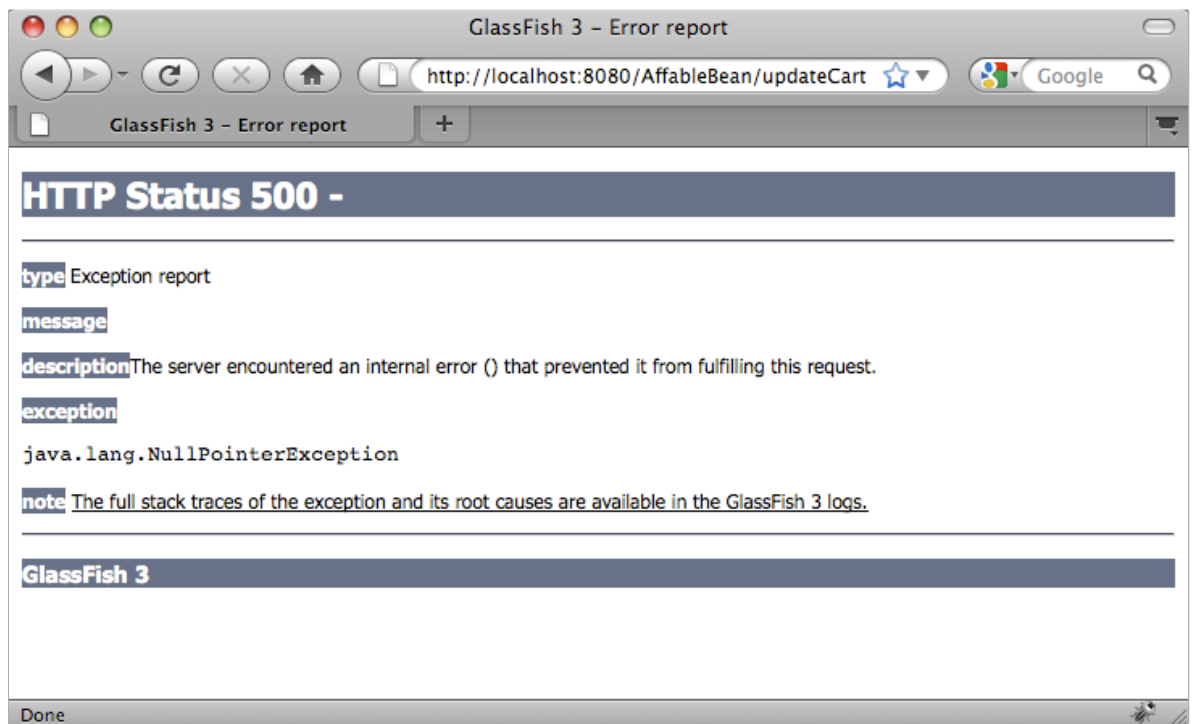 GlassFish 3 – Error report
http://localhost:8080/AffableBean/updateCart
Google
GlassFish 3 – Error report
HTTP Status 500 -
type Exception report
message
descriptionThe server encountered an internal error () that prevented it from fulfilling this request.
exception
java.lang.NullPointerException
note The full stack traces of the exception and its root causes are available in the GlassFish 3 logs.
GlassFish 3
Done